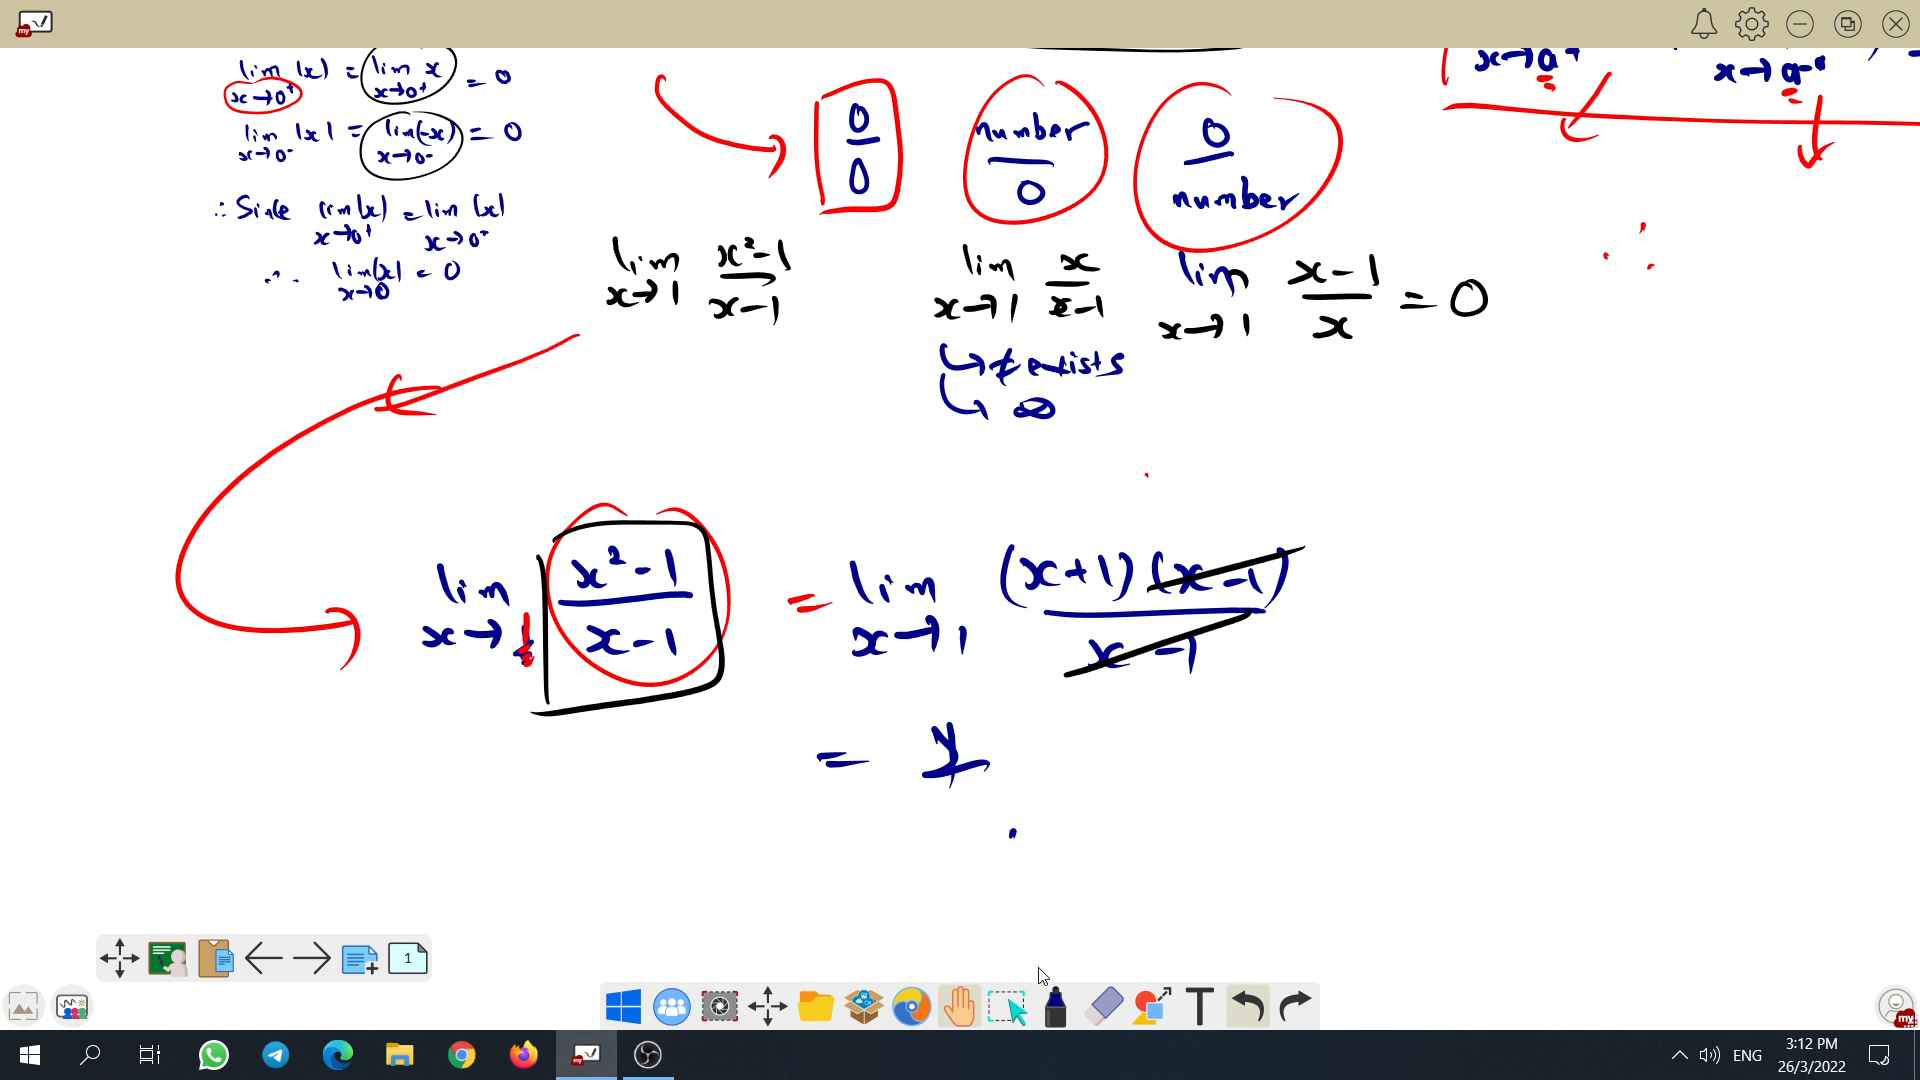 lim |x| = lim x = 0
x→0⁺ x→0⁺
lim |x| = lim(-x) = 0
x→0⁻ x→0⁻
∴ Since lim |x| = lim |x|
x→0⁺ x→0⁺
∴ lim |x| = 0
x→0
0/0
number/0
0/number
x→a⁺ x→a⁻
lim x→1 (x²-1)/(x-1)
lim x→1 x/(x-1)
lim x→1 (x-1)/x = 0
↳ ∄ exists
↳ ∞
lim x→1 (x²-1)/(x-1) = lim x→1 (x+1)(x-1)/(x-1)
=
1
my
3:12 PM
ENG
26/3/2022